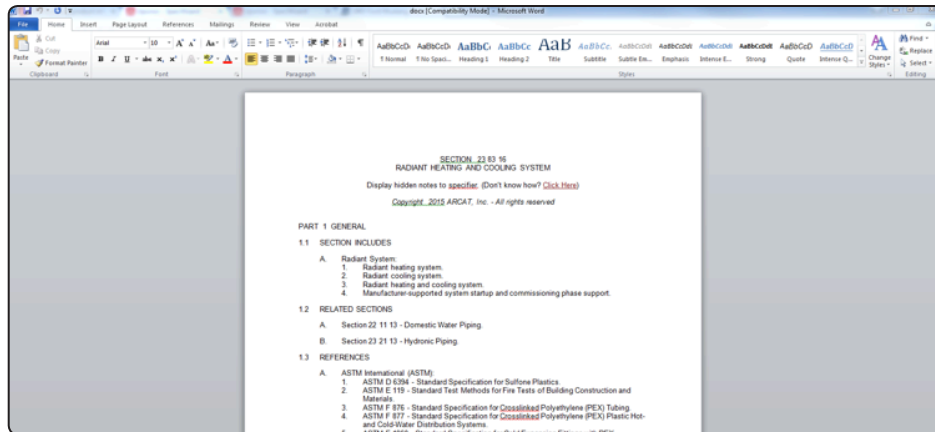 docx [Compatibility Mode] - Microsoft Word
File Home Insert Page Layout References Mailings Review View Acrobat
Cut
Copy
Format Painter
Paste
Arial 10
AaBbCcD AaBbCcD AaBbC AaBbCc AaB AaBbCc. AaBbCcDdI AaBbCcDdI AaBbCcDdI AaBbCcDdI AaBbCcD AaBbCcD
¶ Normal ¶ No Spaci... Heading 1 Heading 2 Title Subtitle Subtle Em... Emphasis Intense E... Strong Quote Intense Q...
Change Styles
Find
Replace
Select
Clipboard Font Paragraph Styles Editing
SECTION 23 83 16
RADIANT HEATING AND COOLING SYSTEM
Display hidden notes to specifier. (Don't know how? Click Here)
Copyright 2015 ARCAT, Inc. - All rights reserved
PART 1 GENERAL
1.1 SECTION INCLUDES
A. Radiant System:
1. Radiant heating system.
2. Radiant cooling system.
3. Radiant heating and cooling system.
4. Manufacturer-supported system startup and commissioning phase support.
1.2 RELATED SECTIONS
A. Section 22 11 13 - Domestic Water Piping.
B. Section 23 21 13 - Hydronic Piping.
1.3 REFERENCES
A. ASTM International (ASTM):
1. ASTM D 6394 - Standard Specification for Sulfone Plastics.
2. ASTM E 119 - Standard Test Methods for Fire Tests of Building Construction and
Materials.
3. ASTM F 876 - Standard Specification for Crosslinked Polyethylene (PEX) Tubing.
4. ASTM F 877 - Standard Specification for Crosslinked Polyethylene (PEX) Plastic Hot-
and Cold-Water Distribution Systems.